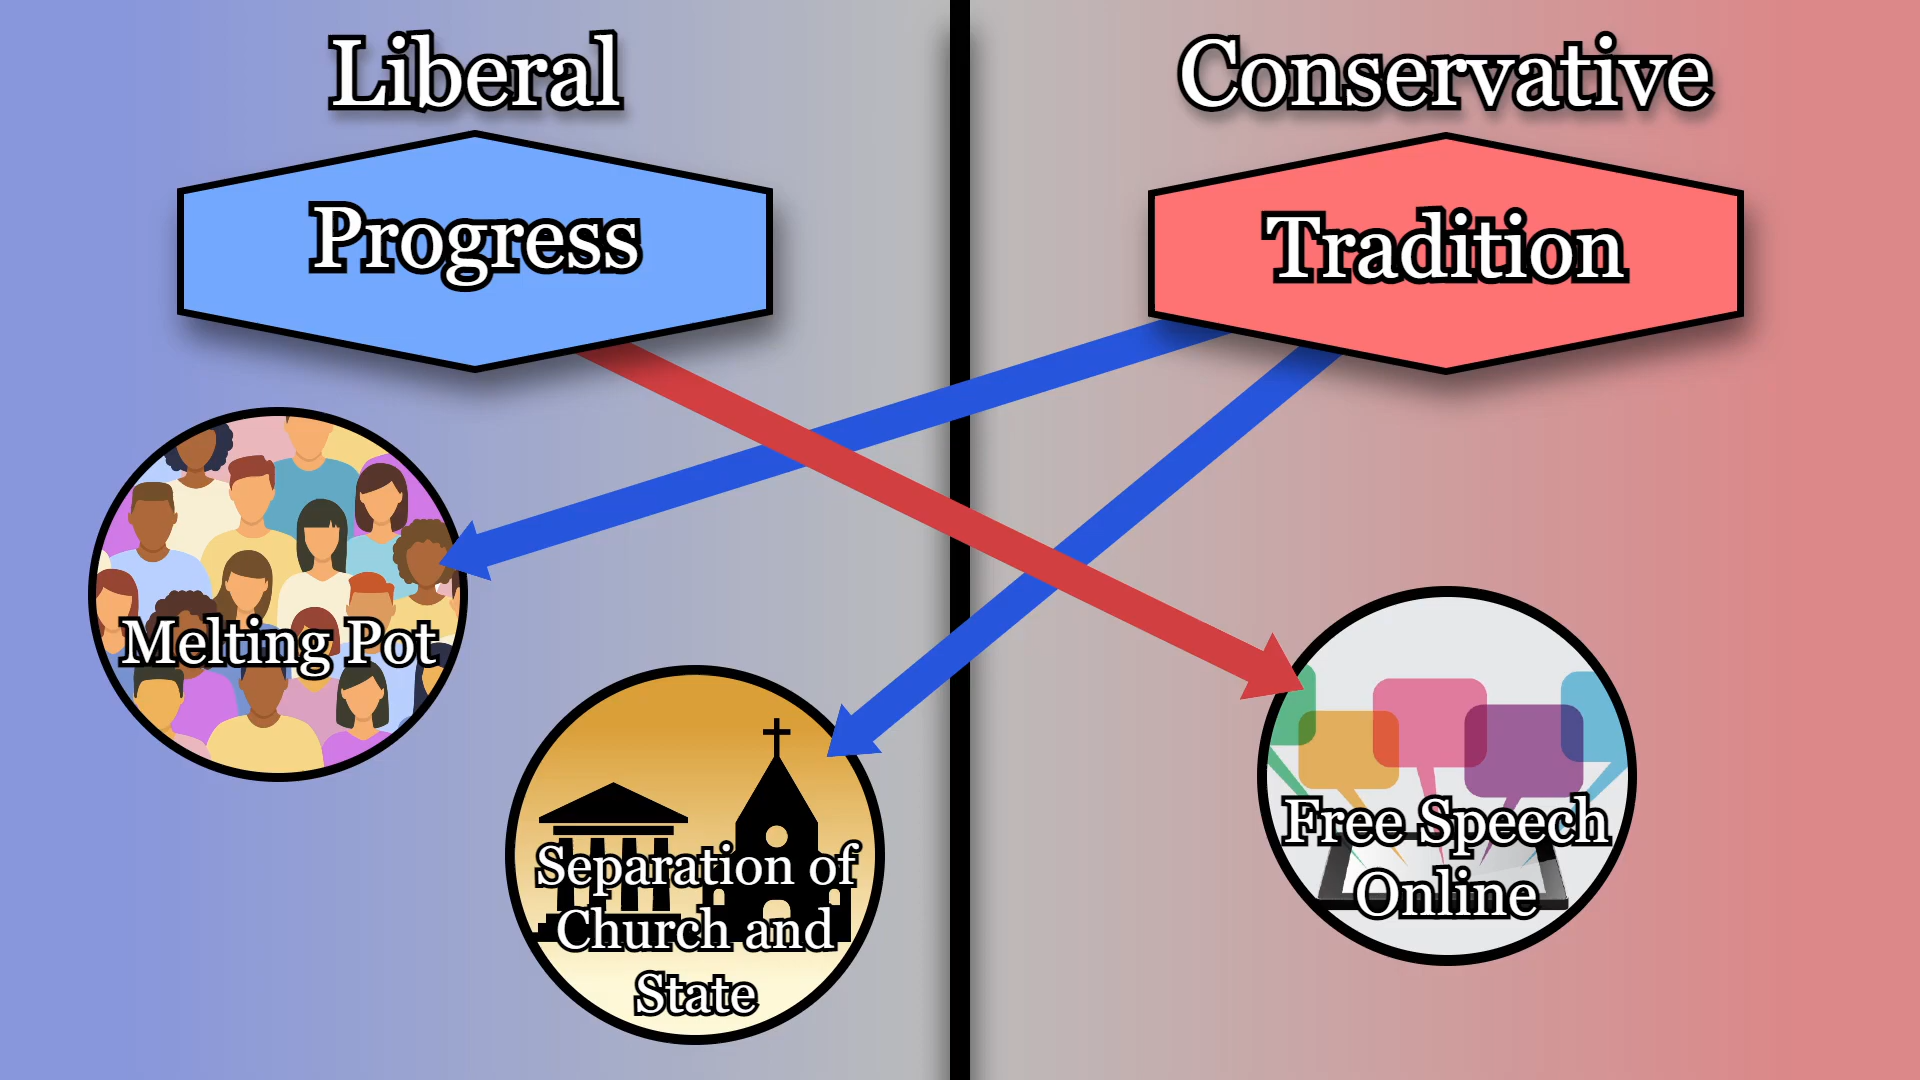 Liberal
Conservative
Progress
Tradition
Melting Pot
Separation of
Church and
State
Free Speech
Online